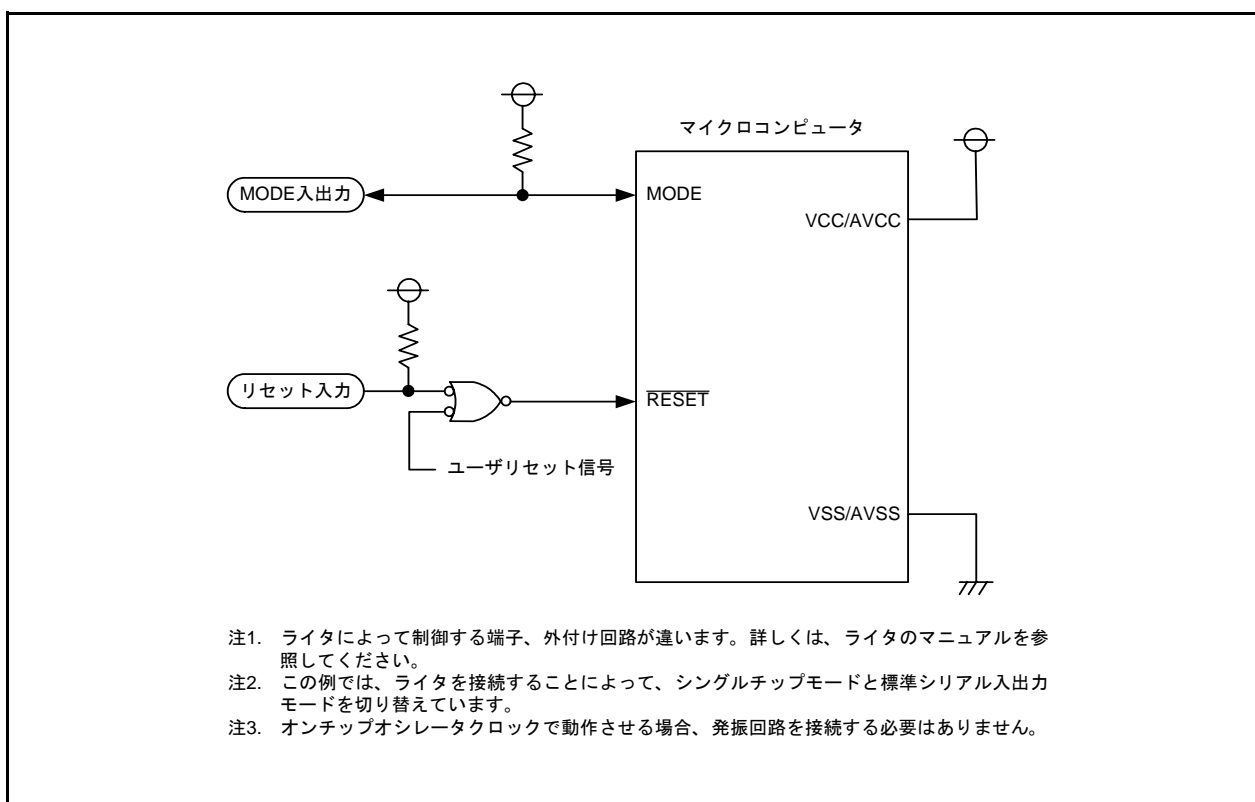 マイクロコンピュータ
MODE入出力
MODE
VCC/AVCC
リセット入力
RESET
ユーザリセット信号
VSS/AVSS
注1. ライタによって制御する端子、外付け回路が違います。詳しくは、ライタのマニュアルを参
照してください。
注2. この例では、ライタを接続することによって、シングルチップモードと標準シリアル入出力
モードを切り替えています。
注3. オンチップオシレータクロックで動作させる場合、発振回路を接続する必要はありません。